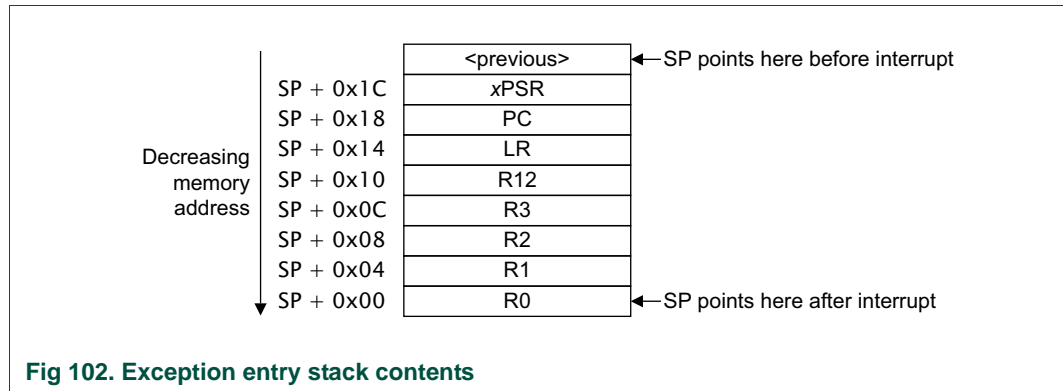 <previous>
SP points here before interrupt
SP + 0x1C
xPSR
SP + 0x18
PC
SP + 0x14
LR
Decreasing
memory
address
SP + 0x10
R12
SP + 0x0C
R3
SP + 0x08
R2
SP + 0x04
R1
SP + 0x00
R0
SP points here after interrupt
Fig 102. Exception entry stack contents